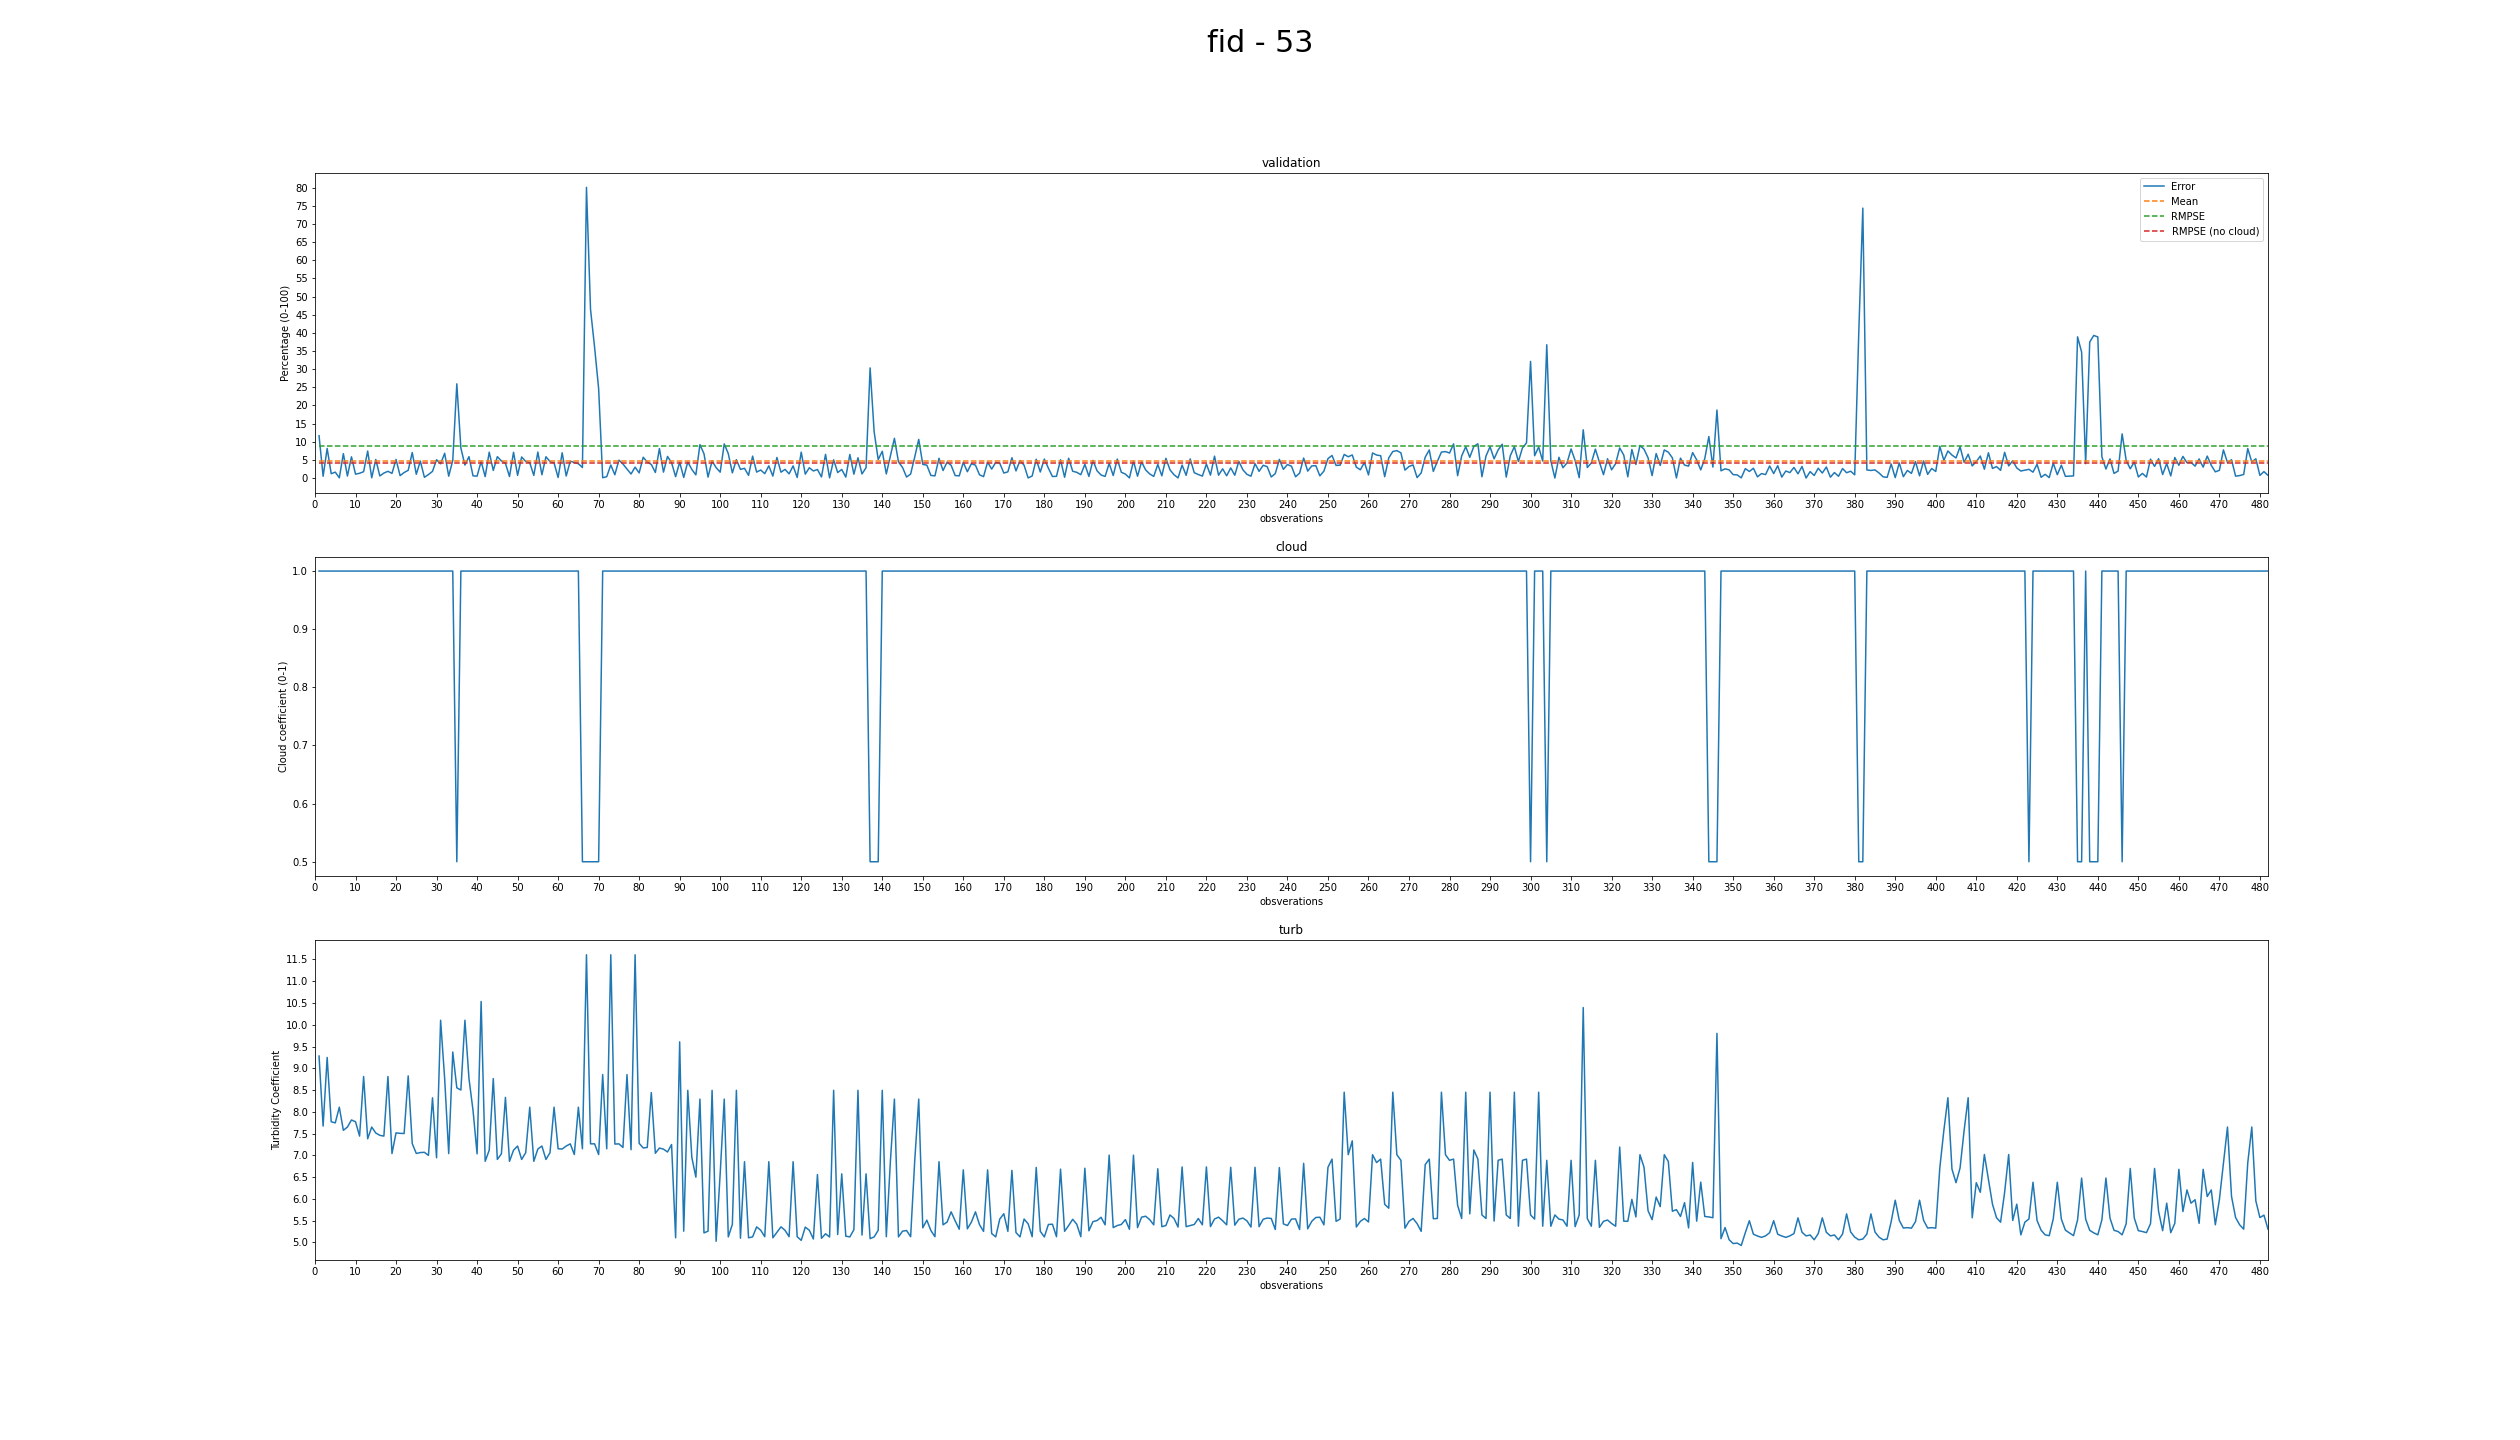 fid - 53
validation
Percentage (0-100)
80
75
70
65
60
55
50
45
40
35
30
25
20
15
10
5
0
Error
Mean
RMPSE
RMPSE (no cloud)
0 10 20 30 40 50 60 70 80 90 100 110 120 130 140 150 160 170 180 190 200 210 220 230 240 250 260 270 280 290 300 310 320 330 340 350 360 370 380 390 400 410 420 430 440 450 460 470 480
obsverations
cloud
Cloud coefficient (0-1)
1.0
0.9
0.8
0.7
0.6
0.5
0 10 20 30 40 50 60 70 80 90 100 110 120 130 140 150 160 170 180 190 200 210 220 230 240 250 260 270 280 290 300 310 320 330 340 350 360 370 380 390 400 410 420 430 440 450 460 470 480
obsverations
turb
Turbidity Coefficient
11.5
11.0
10.5
10.0
9.5
9.0
8.5
8.0
7.5
7.0
6.5
6.0
5.5
5.0
0 10 20 30 40 50 60 70 80 90 100 110 120 130 140 150 160 170 180 190 200 210 220 230 240 250 260 270 280 290 300 310 320 330 340 350 360 370 380 390 400 410 420 430 440 450 460 470 480
obsverations